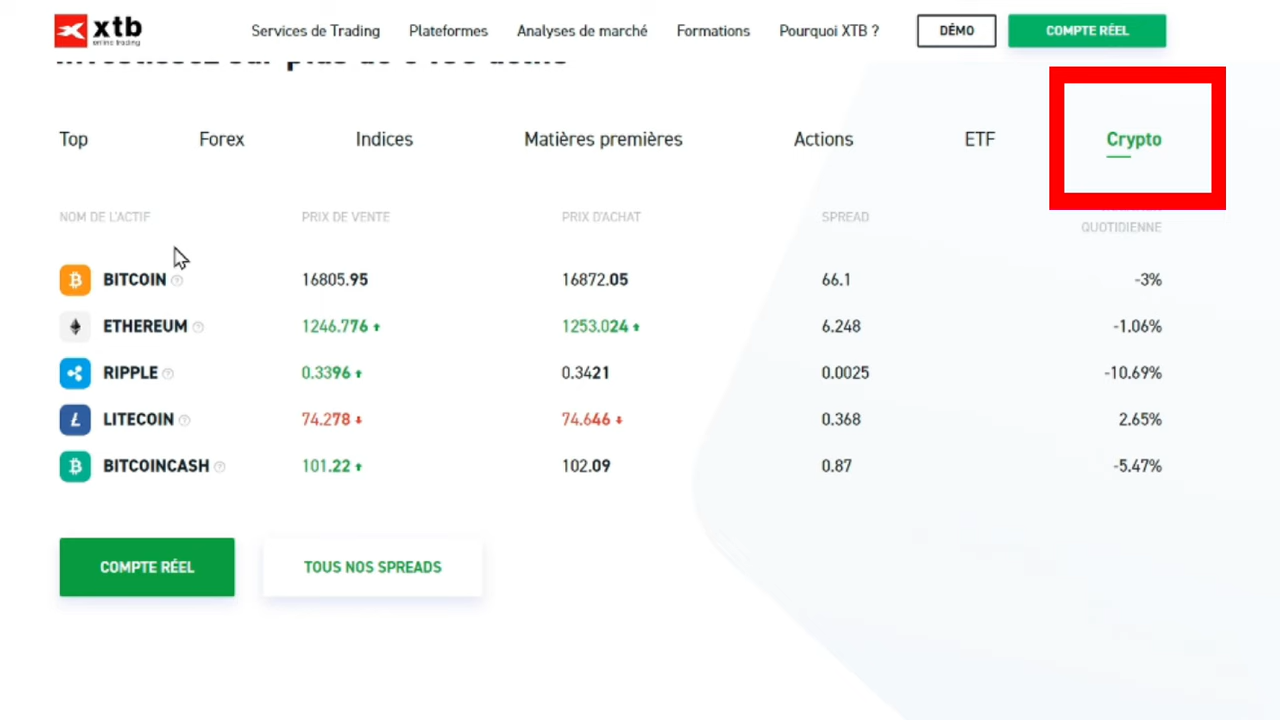 xtb
online trading
Services de Trading
Plateformes
Analyses de marché
Formations
Pourquoi XTB ?
DÉMO
COMPTE RÉEL
Top
Forex
Indices
Matières premières
Actions
ETF
Crypto
NOM DE L'ACTIF
PRIX DE VENTE
PRIX D'ACHAT
SPREAD
QUOTIDIENNE
BITCOIN 16805.95 16872.05 66.1 -3%
ETHEREUM 1246.776 1253.024 6.248 -1.06%
RIPPLE 0.3396 0.3421 0.0025 -10.69%
LITECOIN 74.278 74.646 0.368 2.65%
BITCOINCASH 101.22 102.09 0.87 -5.47%
COMPTE RÉEL
TOUS NOS SPREADS